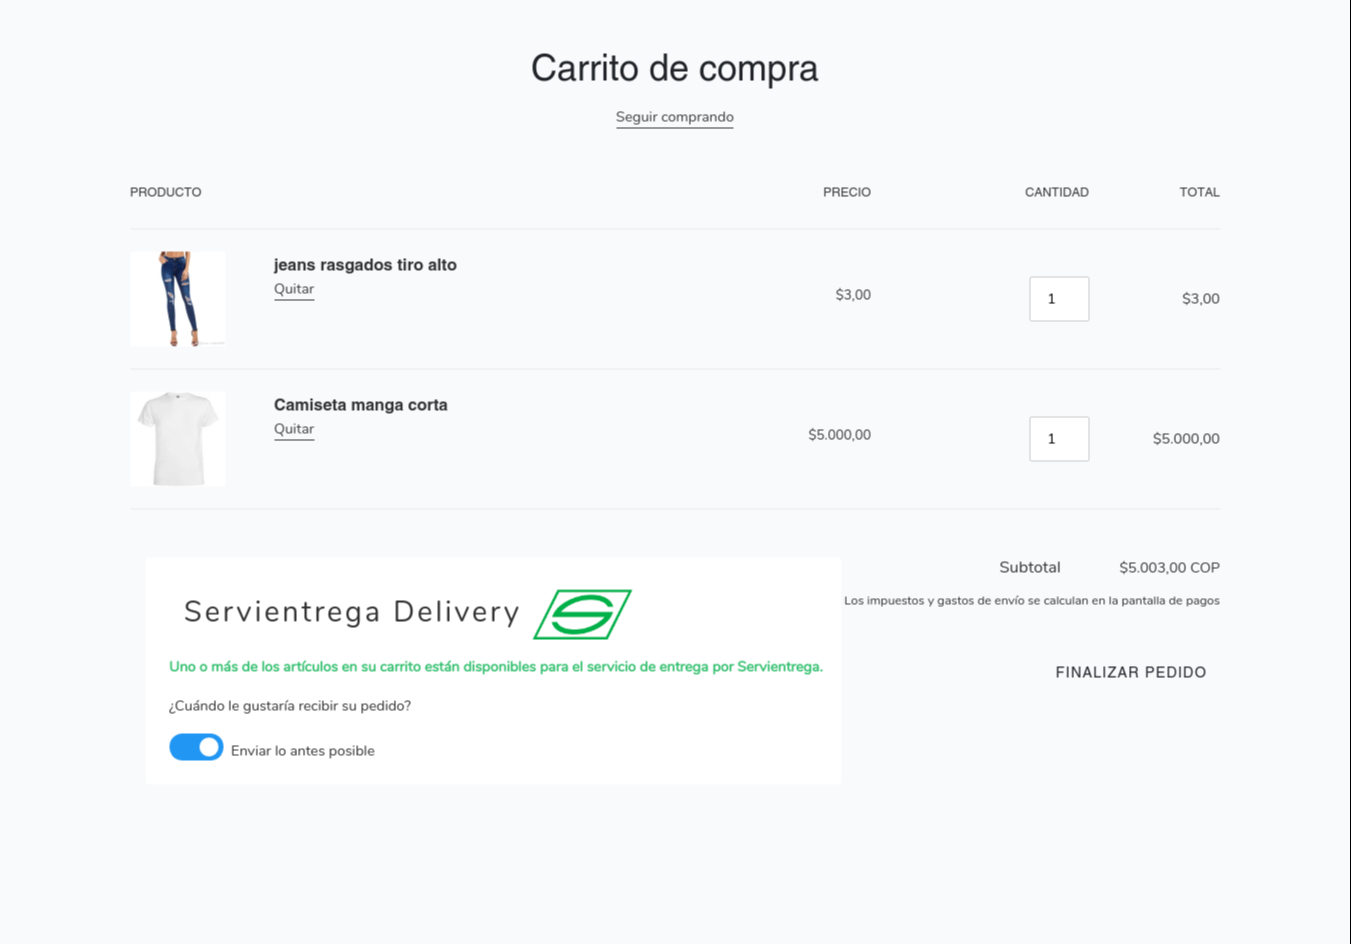 Carrito de compra
Seguir comprando
PRODUCTO PRECIO CANTIDAD TOTAL
jeans rasgados tiro alto
Quitar
$3,00 1 $3,00
Camiseta manga corta
Quitar
$5.000,00 1 $5.000,00
Subtotal $5.003,00 COP
Los impuestos y gastos de envío se calculan en la pantalla de pagos
FINALIZAR PEDIDO
Servientrega Delivery
Uno o más de los artículos en su carrito están disponibles para el servicio de entrega por Servientrega.
¿Cuándo le gustaría recibir su pedido?
Enviar lo antes posible